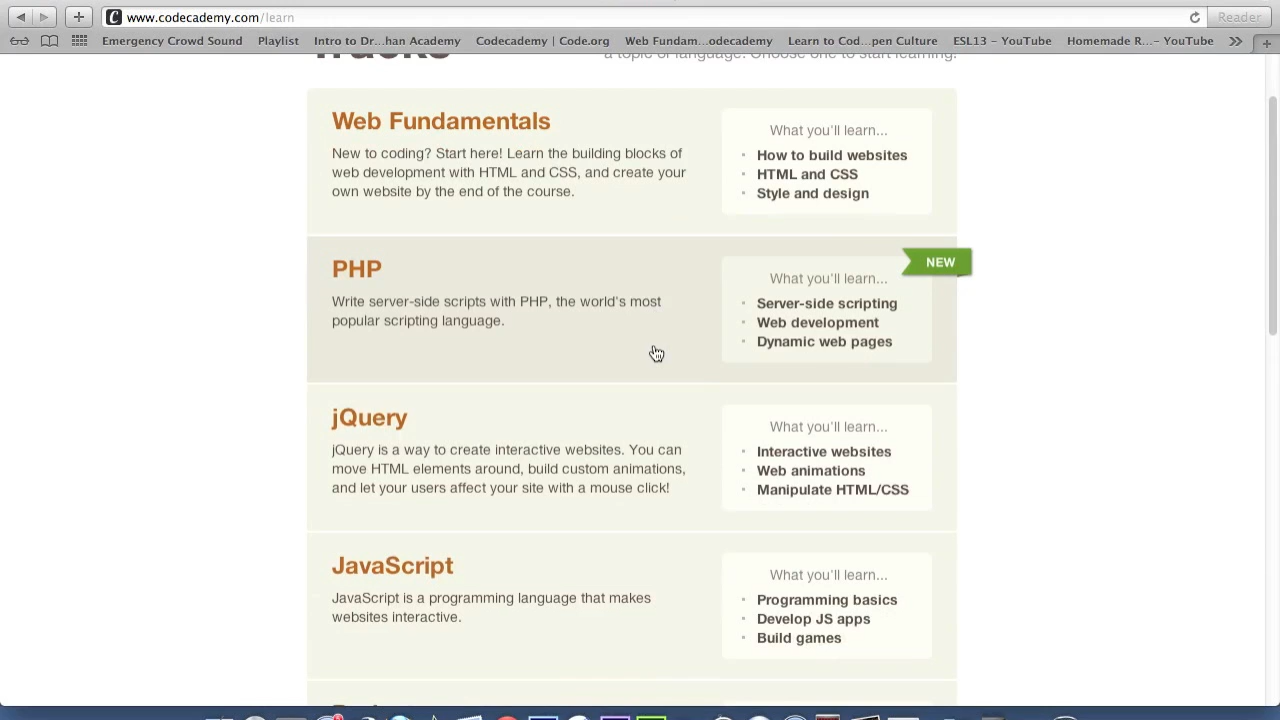 www.codecademy.com/learn
Reader
Emergency Crowd Sound
Playlist
Intro to Dr...han Academy
Codecademy | Code.org
Web Fundam...odecademy
Learn to Cod...pen Culture
ESL13 – YouTube
Homemade R...– YouTube
Tracks
a topic or language. Choose one to start learning.
Web Fundamentals
New to coding? Start here! Learn the building blocks of
web development with HTML and CSS, and create your
own website by the end of the course.
What you'll learn...
How to build websites
HTML and CSS
Style and design
PHP
Write server-side scripts with PHP, the world's most
popular scripting language.
NEW
What you'll learn...
Server-side scripting
Web development
Dynamic web pages
jQuery
jQuery is a way to create interactive websites. You can
move HTML elements around, build custom animations,
and let your users affect your site with a mouse click!
What you'll learn...
Interactive websites
Web animations
Manipulate HTML/CSS
JavaScript
JavaScript is a programming language that makes
websites interactive.
What you'll learn...
Programming basics
Develop JS apps
Build games